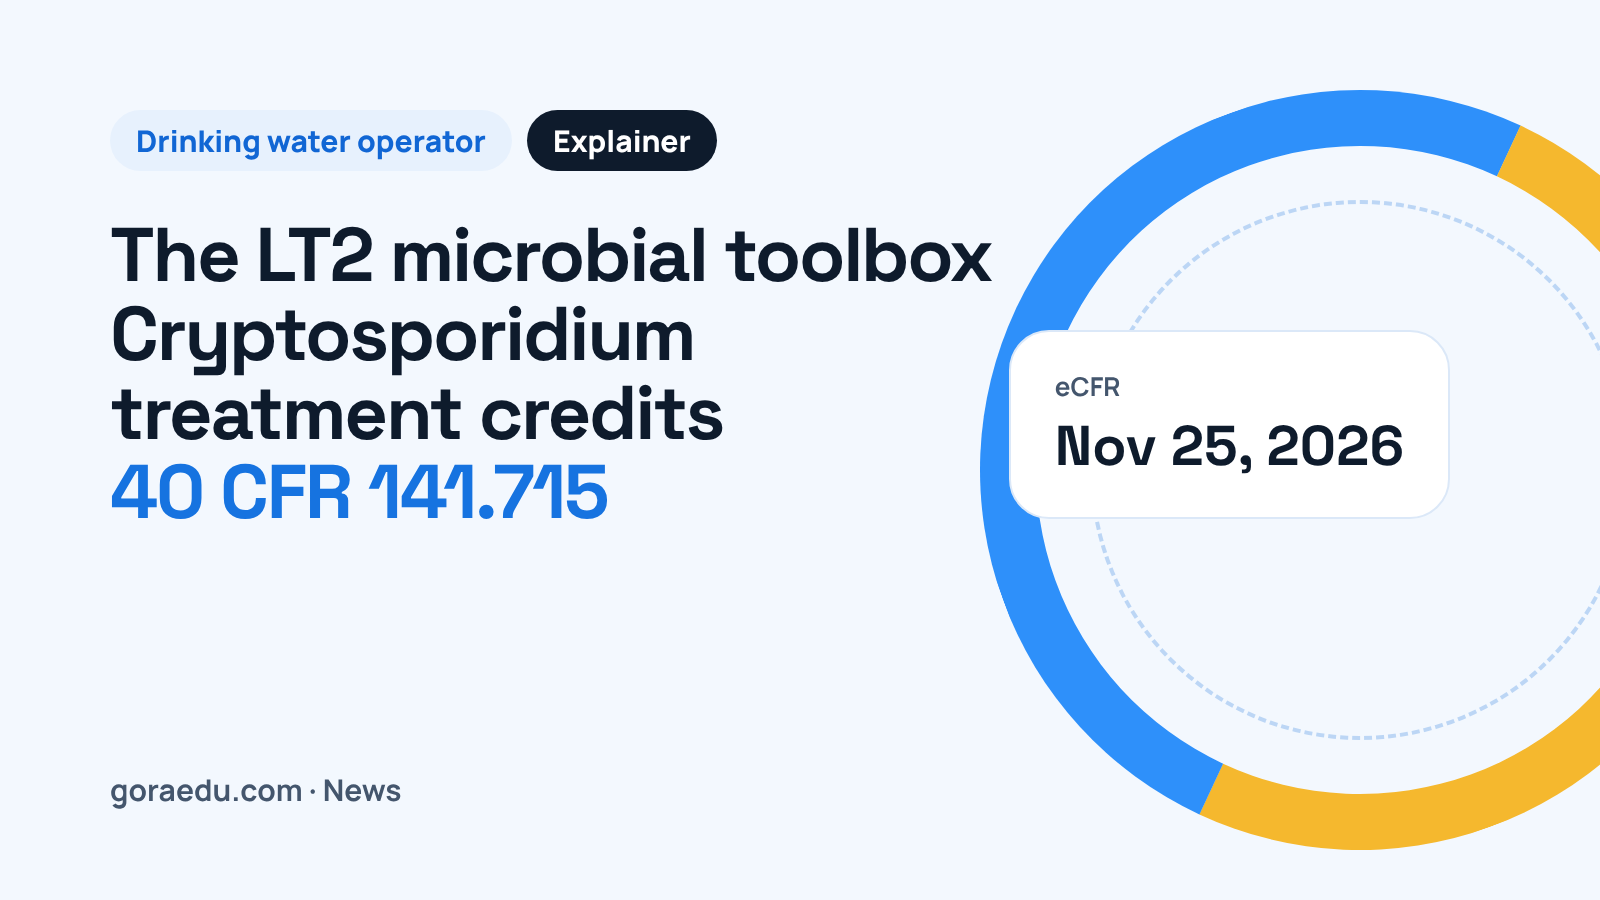 Drinking water operator
Explainer
The LT2 microbial toolbox
Cryptosporidium
treatment credits
40 CFR 141.715
eCFR
Nov 25, 2026
goraedu.com · News